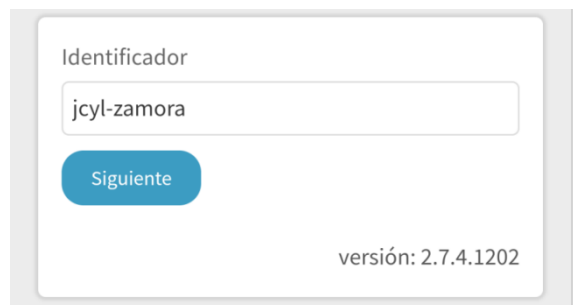 Identificador
jcyl-zamora
Siguiente
versión: 2.7.4.1202